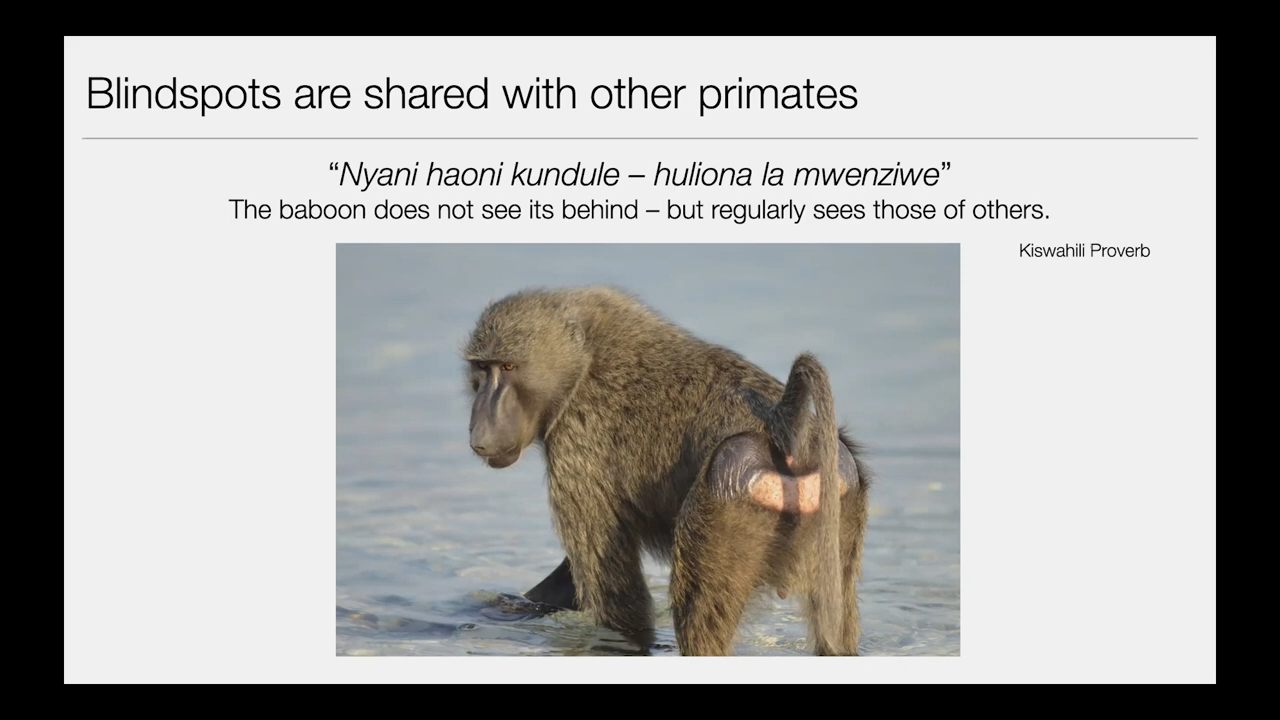 Blindspots are shared with other primates
“Nyani haoni kundule – huliona la mwenziwe”
The baboon does not see its behind – but regularly sees those of others.
Kiswahili Proverb